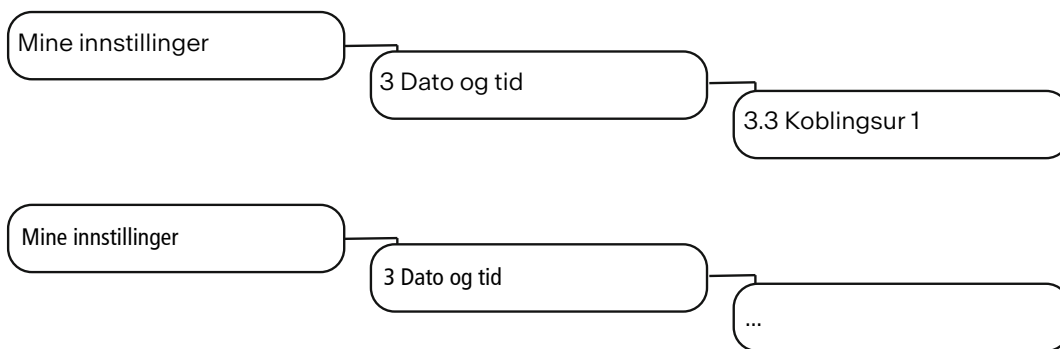 Mine innstillinger
3 Dato og tid
3.3 Koblingsur 1
Mine innstillinger
3 Dato og tid
...